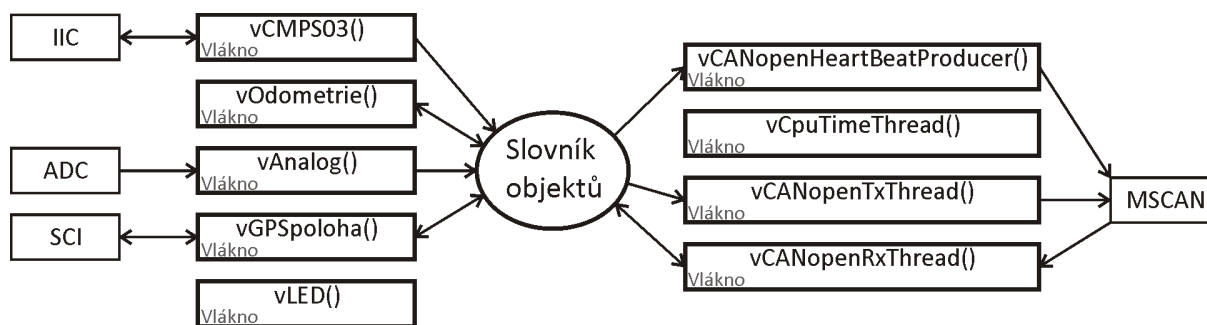 IIC
vCMPS03()
Vlákno
vOdometrie()
Vlákno
ADC
vAnalog()
Vlákno
SCI
vGPSpoloha()
Vlákno
vLED()
Vlákno
Slovník
objektů
vCANopenHeartBeatProducer()
Vlákno
vCpuTimeThread()
Vlákno
vCANopenTxThread()
Vlákno
vCANopenRxThread()
Vlákno
MSCAN